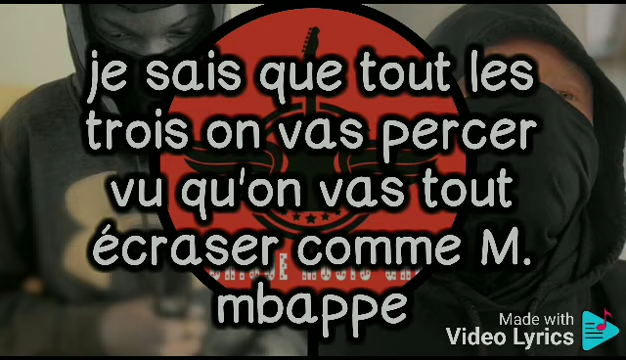 je sais que tout les
trois on vas percer
vu qu'on vas tout
écraser comme M.
mbappe
Made with
Video Lyrics